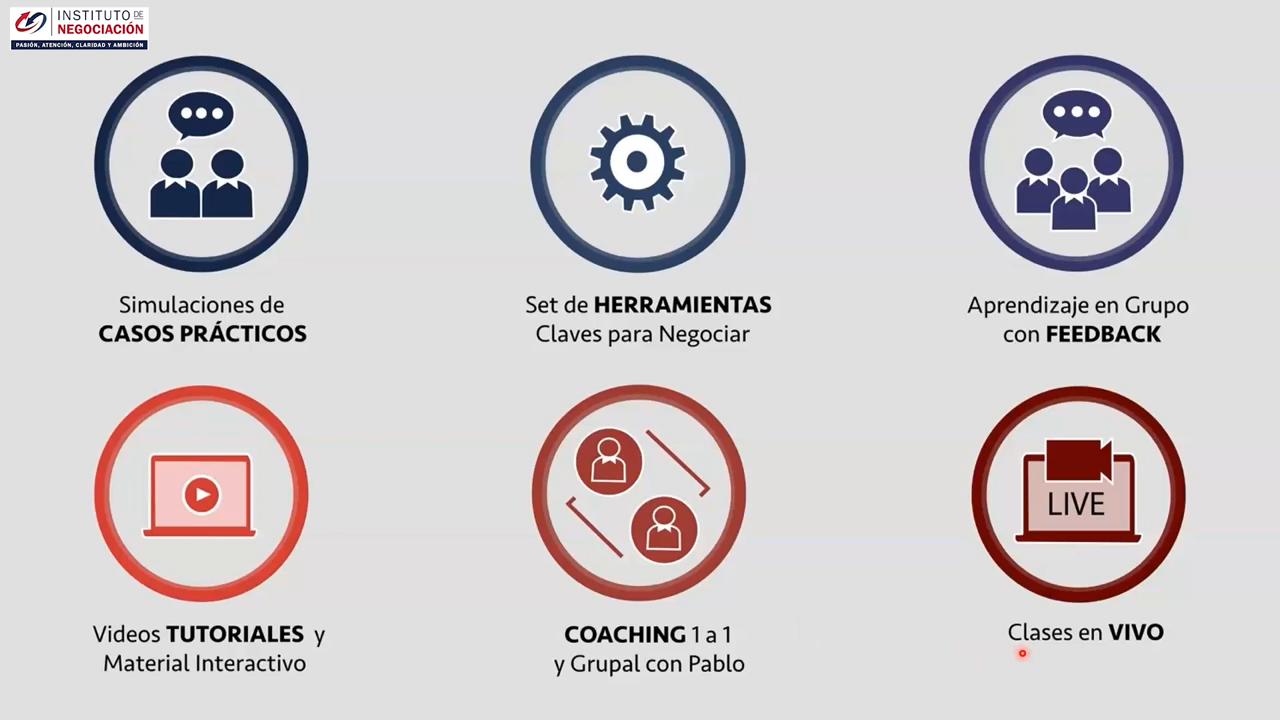 INSTITUTO DE
NEGOCIACIÓN
PASIÓN, ATENCIÓN, CLARIDAD Y AMBICIÓN
Simulaciones de
CASOS PRÁCTICOS
Set de HERRAMIENTAS
Claves para Negociar
Aprendizaje en Grupo
con FEEDBACK
Videos TUTORIALES y
Material Interactivo
COACHING 1 a 1
y Grupal con Pablo
LIVE
Clases en VIVO